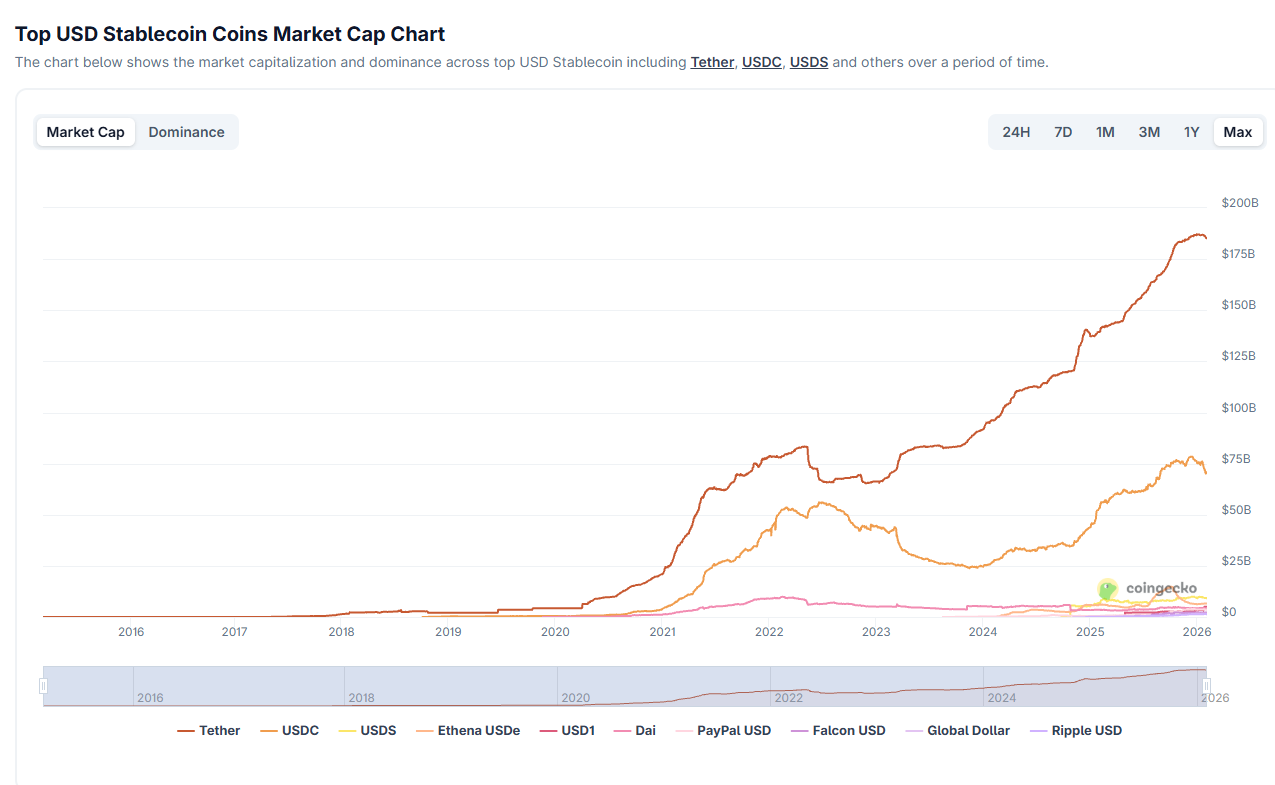 Top USD Stablecoin Coins Market Cap Chart
The chart below shows the market capitalization and dominance across top USD Stablecoin including Tether, USDC, USDS and others over a period of time.
Market Cap Dominance 24H 7D 1M 3M 1Y Max
$200B
$175B
$150B
$125B
$100B
$75B
$50B
$25B
coingecko
$0
2016 2017 2018 2019 2020 2021 2022 2023 2024 2025 2026
2016 2018 2020 2022 2024 2026
Tether USDC USDS Ethena USDe USD1 Dai PayPal USD Falcon USD Global Dollar Ripple USD